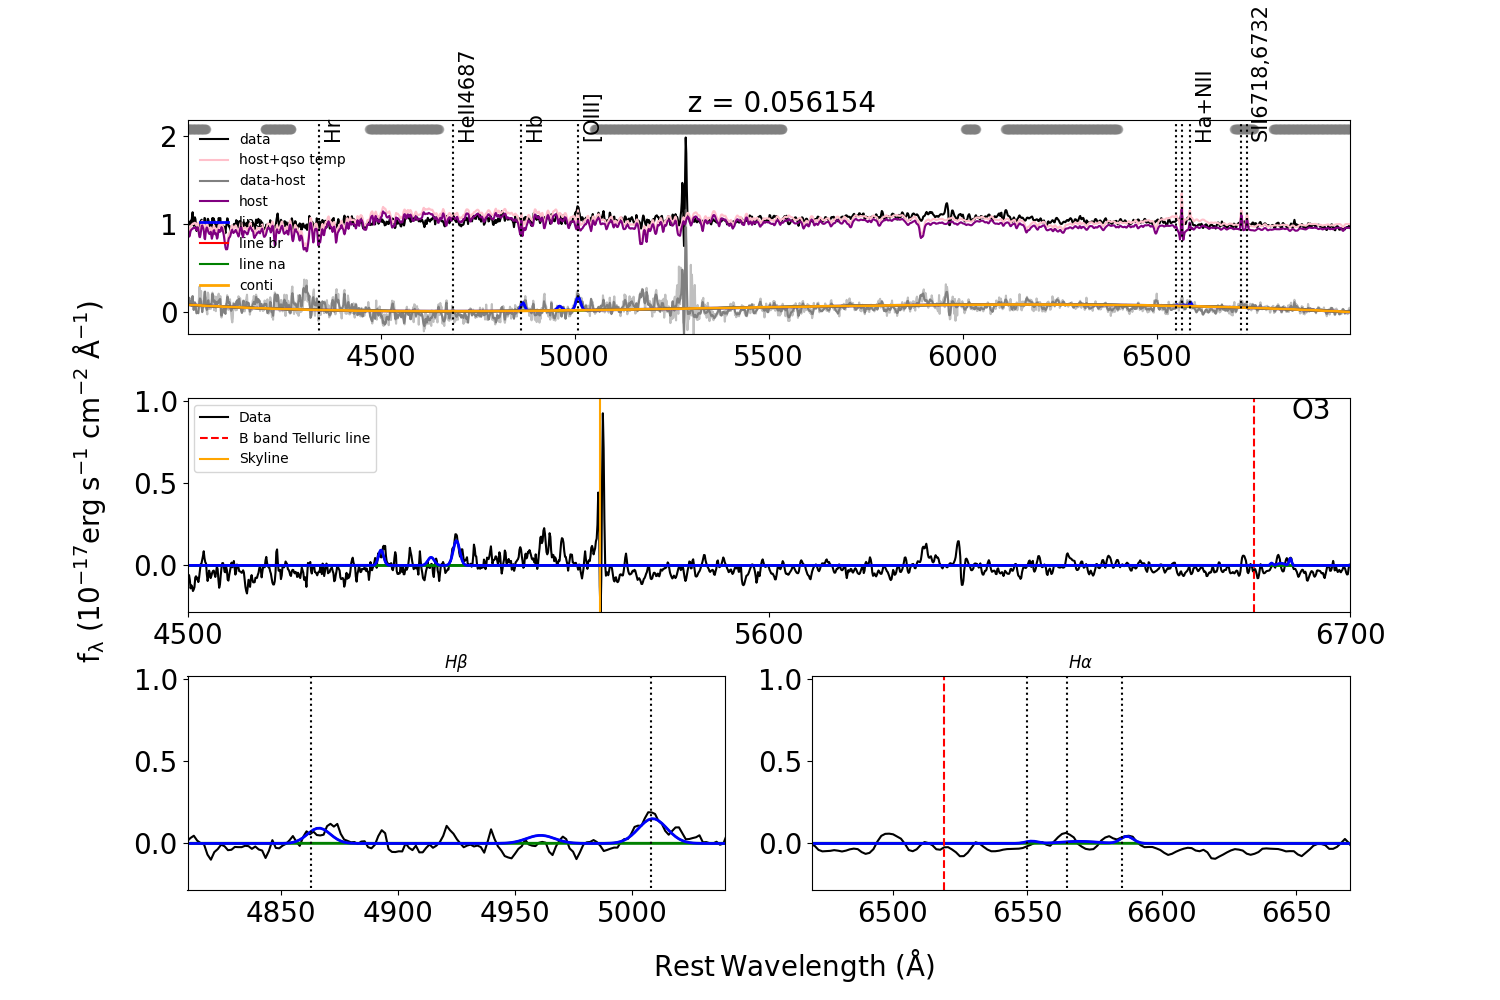 z = 0.056154
Hr
HeII4687
Hb
[OIII]
Ha+NII
SII6718,6732
data
host+qso temp
data-host
host
line
line br
line na
conti
2
1
0
4500 5000 5500 6000 6500
fλ (10⁻¹⁷erg s⁻¹ cm⁻² Å⁻¹)
O3
Data
B band Telluric line
Skyline
1.0
0.5
0.0
4500 5600 6700
Hβ
1.0
0.5
0.0
4850 4900 4950 5000
Hα
1.0
0.5
0.0
6500 6550 6600 6650
Rest Wavelength (Å)